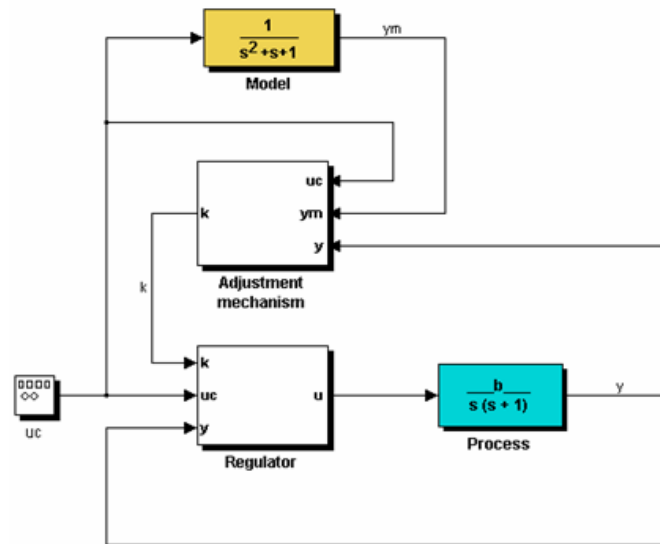 1
s²+s+1
Model
ym
uc
ym
y
k
Adjustment
mechanism
k
k
uc
y
u
Regulator
b
s (s + 1)
Process
y
uc